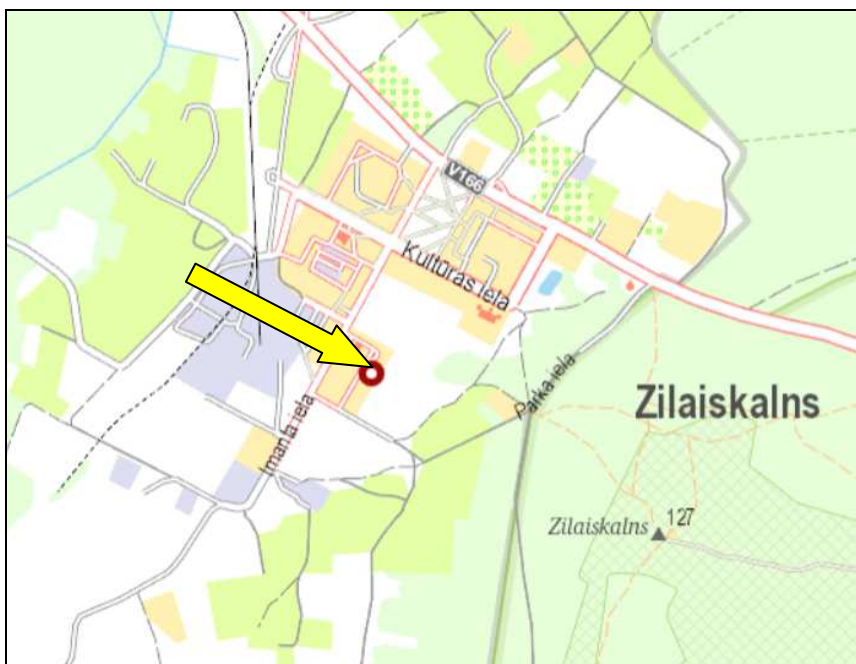 V166
Kultūras iela
Parka iela
Zilaiskalns
Imanta iela
127
Zilaiskalns